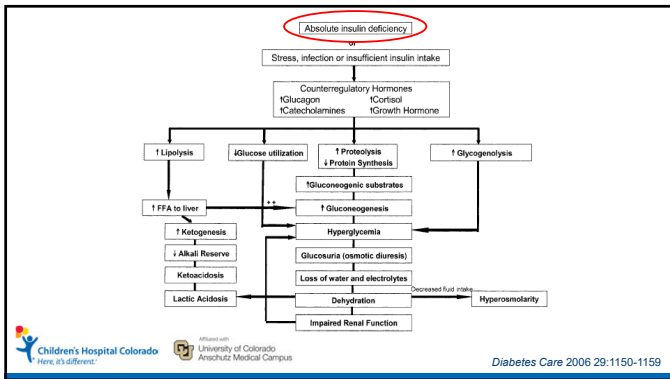 Absolute insulin deficiency
or
Stress, infection or insufficient insulin intake
Counterregulatory Hormones
↑Glucagon ↑Cortisol
↑Catecholamines ↑Growth Hormone
↑ Lipolysis
↓Glucose utilization
↑ Proteolysis
↓ Protein Synthesis
↑ Glycogenolysis
↑Gluconeogenic substrates
↑ FFA to liver
++
↑ Gluconeogenesis
↑ Ketogenesis
Hyperglycemia
↓ Alkali Reserve
Glucosuria (osmotic diuresis)
Ketoacidosis
Loss of water and electrolytes
Lactic Acidosis
Dehydration
Decreased fluid intake
Hyperosmolarity
Impaired Renal Function
Children's Hospital Colorado
Here, it's different.™
Affiliated with
University of Colorado
Anschutz Medical Campus
Diabetes Care 2006 29:1150-1159